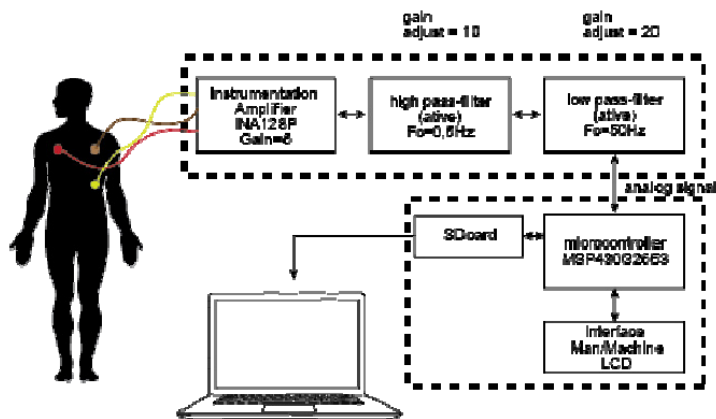 gain
adjust = 10
gain
adjust = 20
Instrumentation
Amplifier
INA128P
Gain=5
high pass-filter
(ative)
Fo=0,5Hz
low pass-filter
(ative)
Fo=50Hz
analog signal
SDcard
microcontroller
MSP430G2553
Interface
Man/Machine
LCD